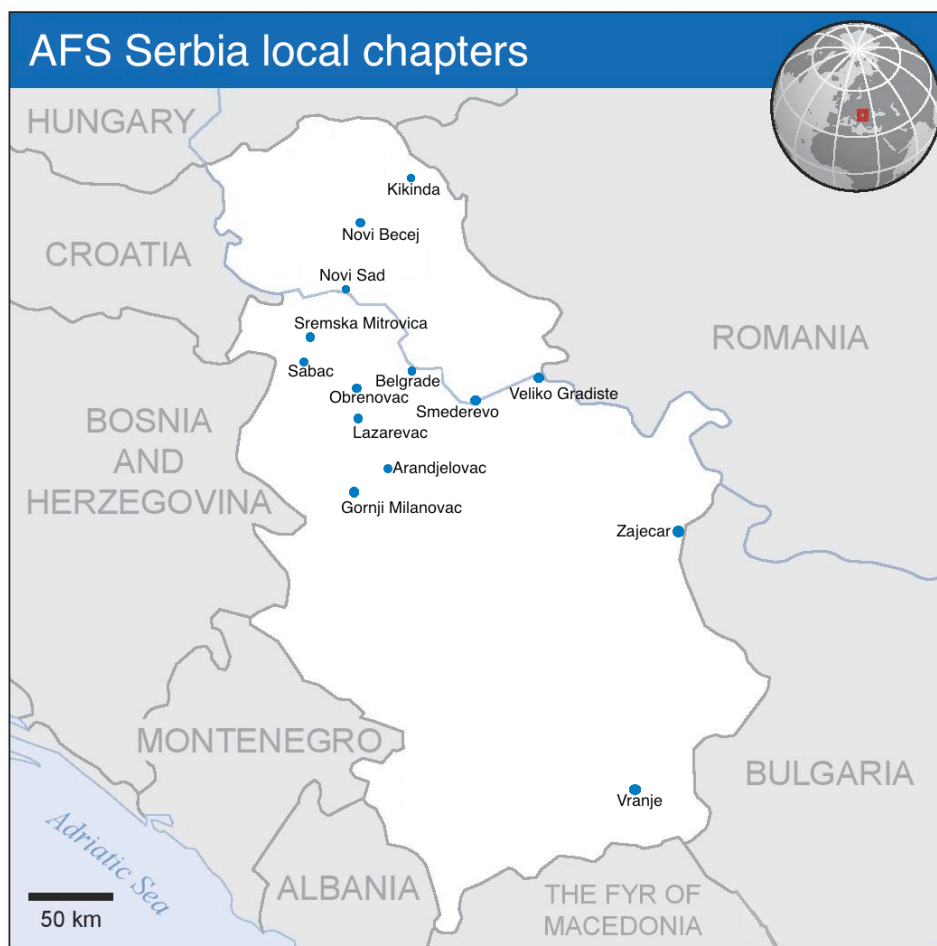 AFS Serbia local chapters
HUNGARY
Kikinda
CROATIA
Novi Becej
Novi Sad
Sremska Mitrovica
ROMANIA
Sabac
Belgrade
Obrenovac
Veliko Gradiste
Smederevo
BOSNIA
AND
HERZEGOVINA
Lazarevac
Arandjelovac
Gornji Milanovac
Zajecar
MONTENEGRO
BULGARIA
Vranje
Adriatic Sea
ALBANIA
THE FYR OF
MACEDONIA
50 km